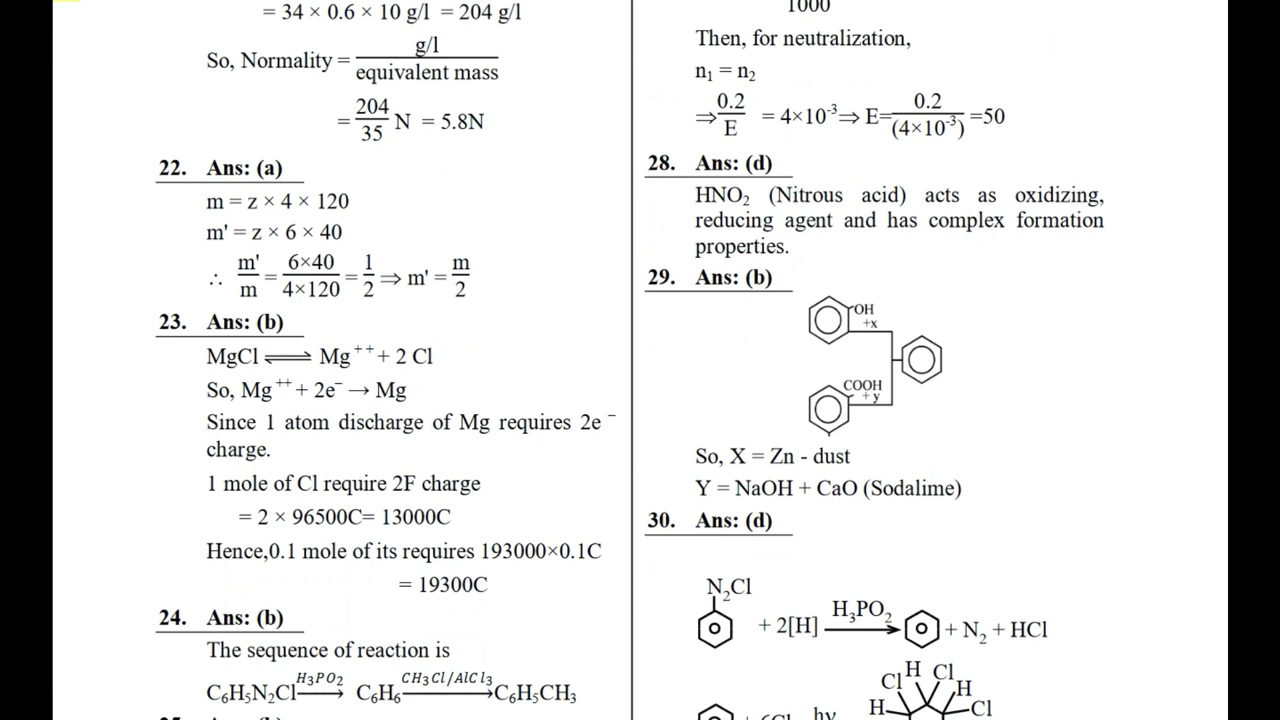 = 34 × 0.6 × 10 g/l = 204 g/l
So, Normality = g/l / equivalent mass
= 204/35 N = 5.8N
22. Ans: (a)
m = z × 4 × 120
m' = z × 6 × 40
∴ m'/m = 6×40/4×120 = 1/2 ⇒ m' = m/2
23. Ans: (b)
MgCl ⇌ Mg⁺⁺ + 2 Cl
So, Mg⁺⁺ + 2e⁻ → Mg
Since 1 atom discharge of Mg requires 2e⁻
charge.
1 mole of Cl require 2F charge
= 2 × 96500C= 13000C
Hence,0.1 mole of its requires 193000×0.1C
= 19300C
24. Ans: (b)
The sequence of reaction is
C₆H₅N₂Cl —H₃PO₂→ C₆H₆ —CH₃Cl/AlCl₃→ C₆H₅CH₃
1000
Then, for neutralization,
n₁ = n₂
⇒ 0.2/E = 4×10⁻³ ⇒ E= 0.2/(4×10⁻³) =50
28. Ans: (d)
HNO₂ (Nitrous acid) acts as oxidizing,
reducing agent and has complex formation
properties.
29. Ans: (b)
OH
+x
COOH
+ y
So, X = Zn - dust
Y = NaOH + CaO (Sodalime)
30. Ans: (d)
N₂Cl
+ 2[H] —H₃PO₂→ + N₂ + HCl
H Cl
Cl H
H Cl
hν